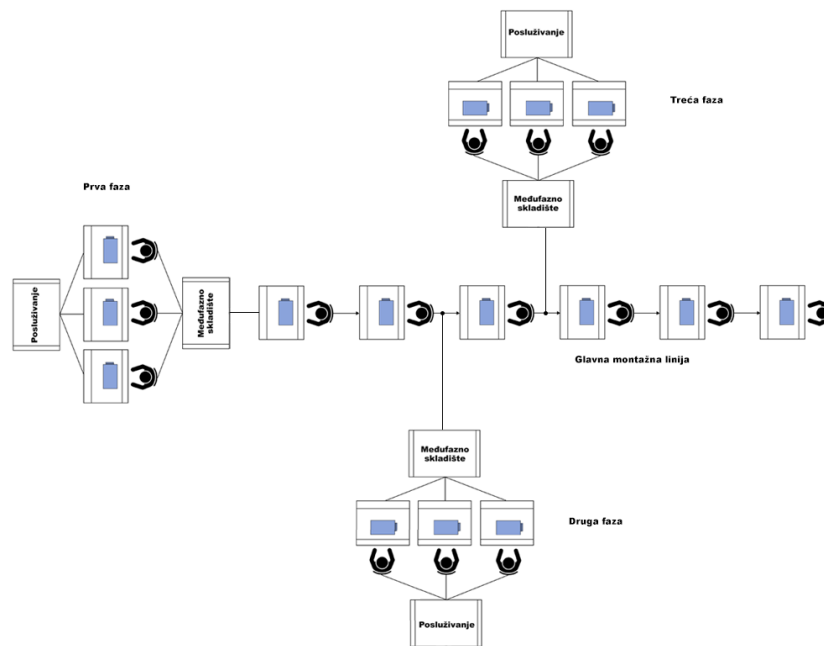 Posluživanje
Treća faza
Međufazno
skladište
Prva faza
Posluživanje
Međufazno
skladište
Glavna montažna linija
Međufazno
skladište
Druga faza
Posluživanje